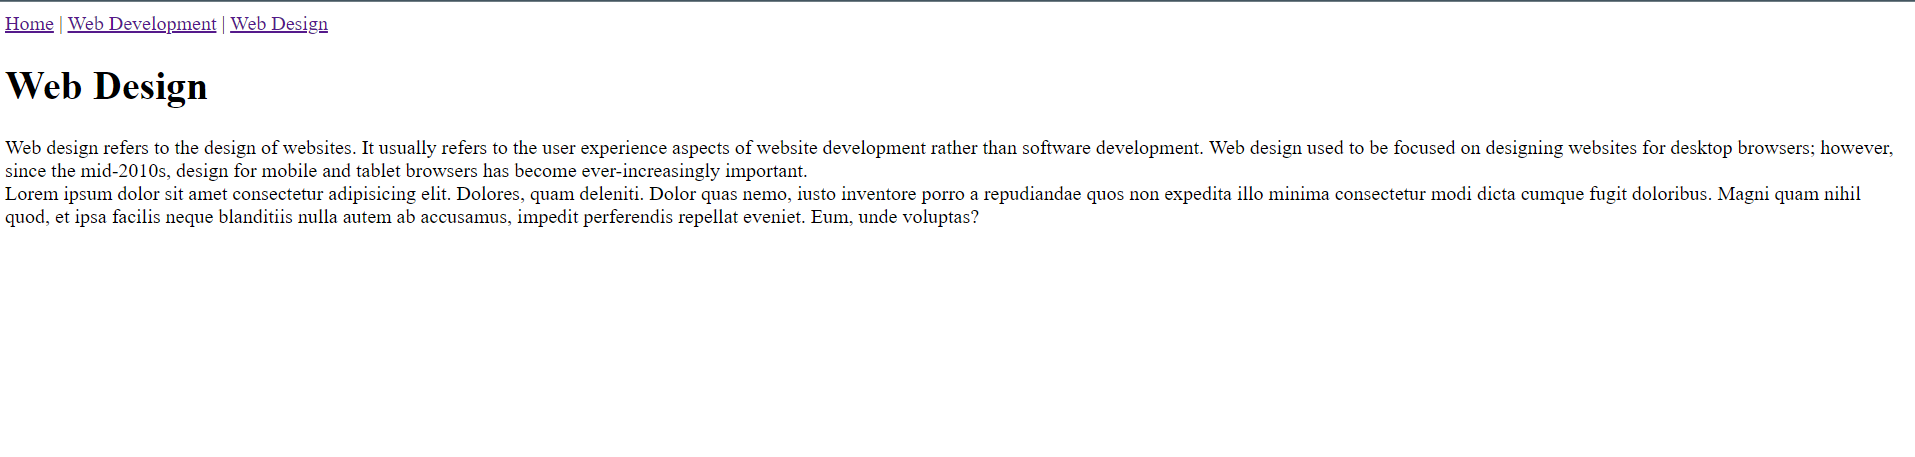 Home | Web Development | Web Design
Web Design
Web design refers to the design of websites. It usually refers to the user experience aspects of website development rather than software development. Web design used to be focused on designing websites for desktop browsers; however,
since the mid-2010s, design for mobile and tablet browsers has become ever-increasingly important.
Lorem ipsum dolor sit amet consectetur adipisicing elit. Dolores, quam deleniti. Dolor quas nemo, iusto inventore porro a repudiandae quos non expedita illo minima consectetur modi dicta cumque fugit doloribus. Magni quam nihil
quod, et ipsa facilis neque blanditiis nulla autem ab accusamus, impedit perferendis repellat eveniet. Eum, unde voluptas?